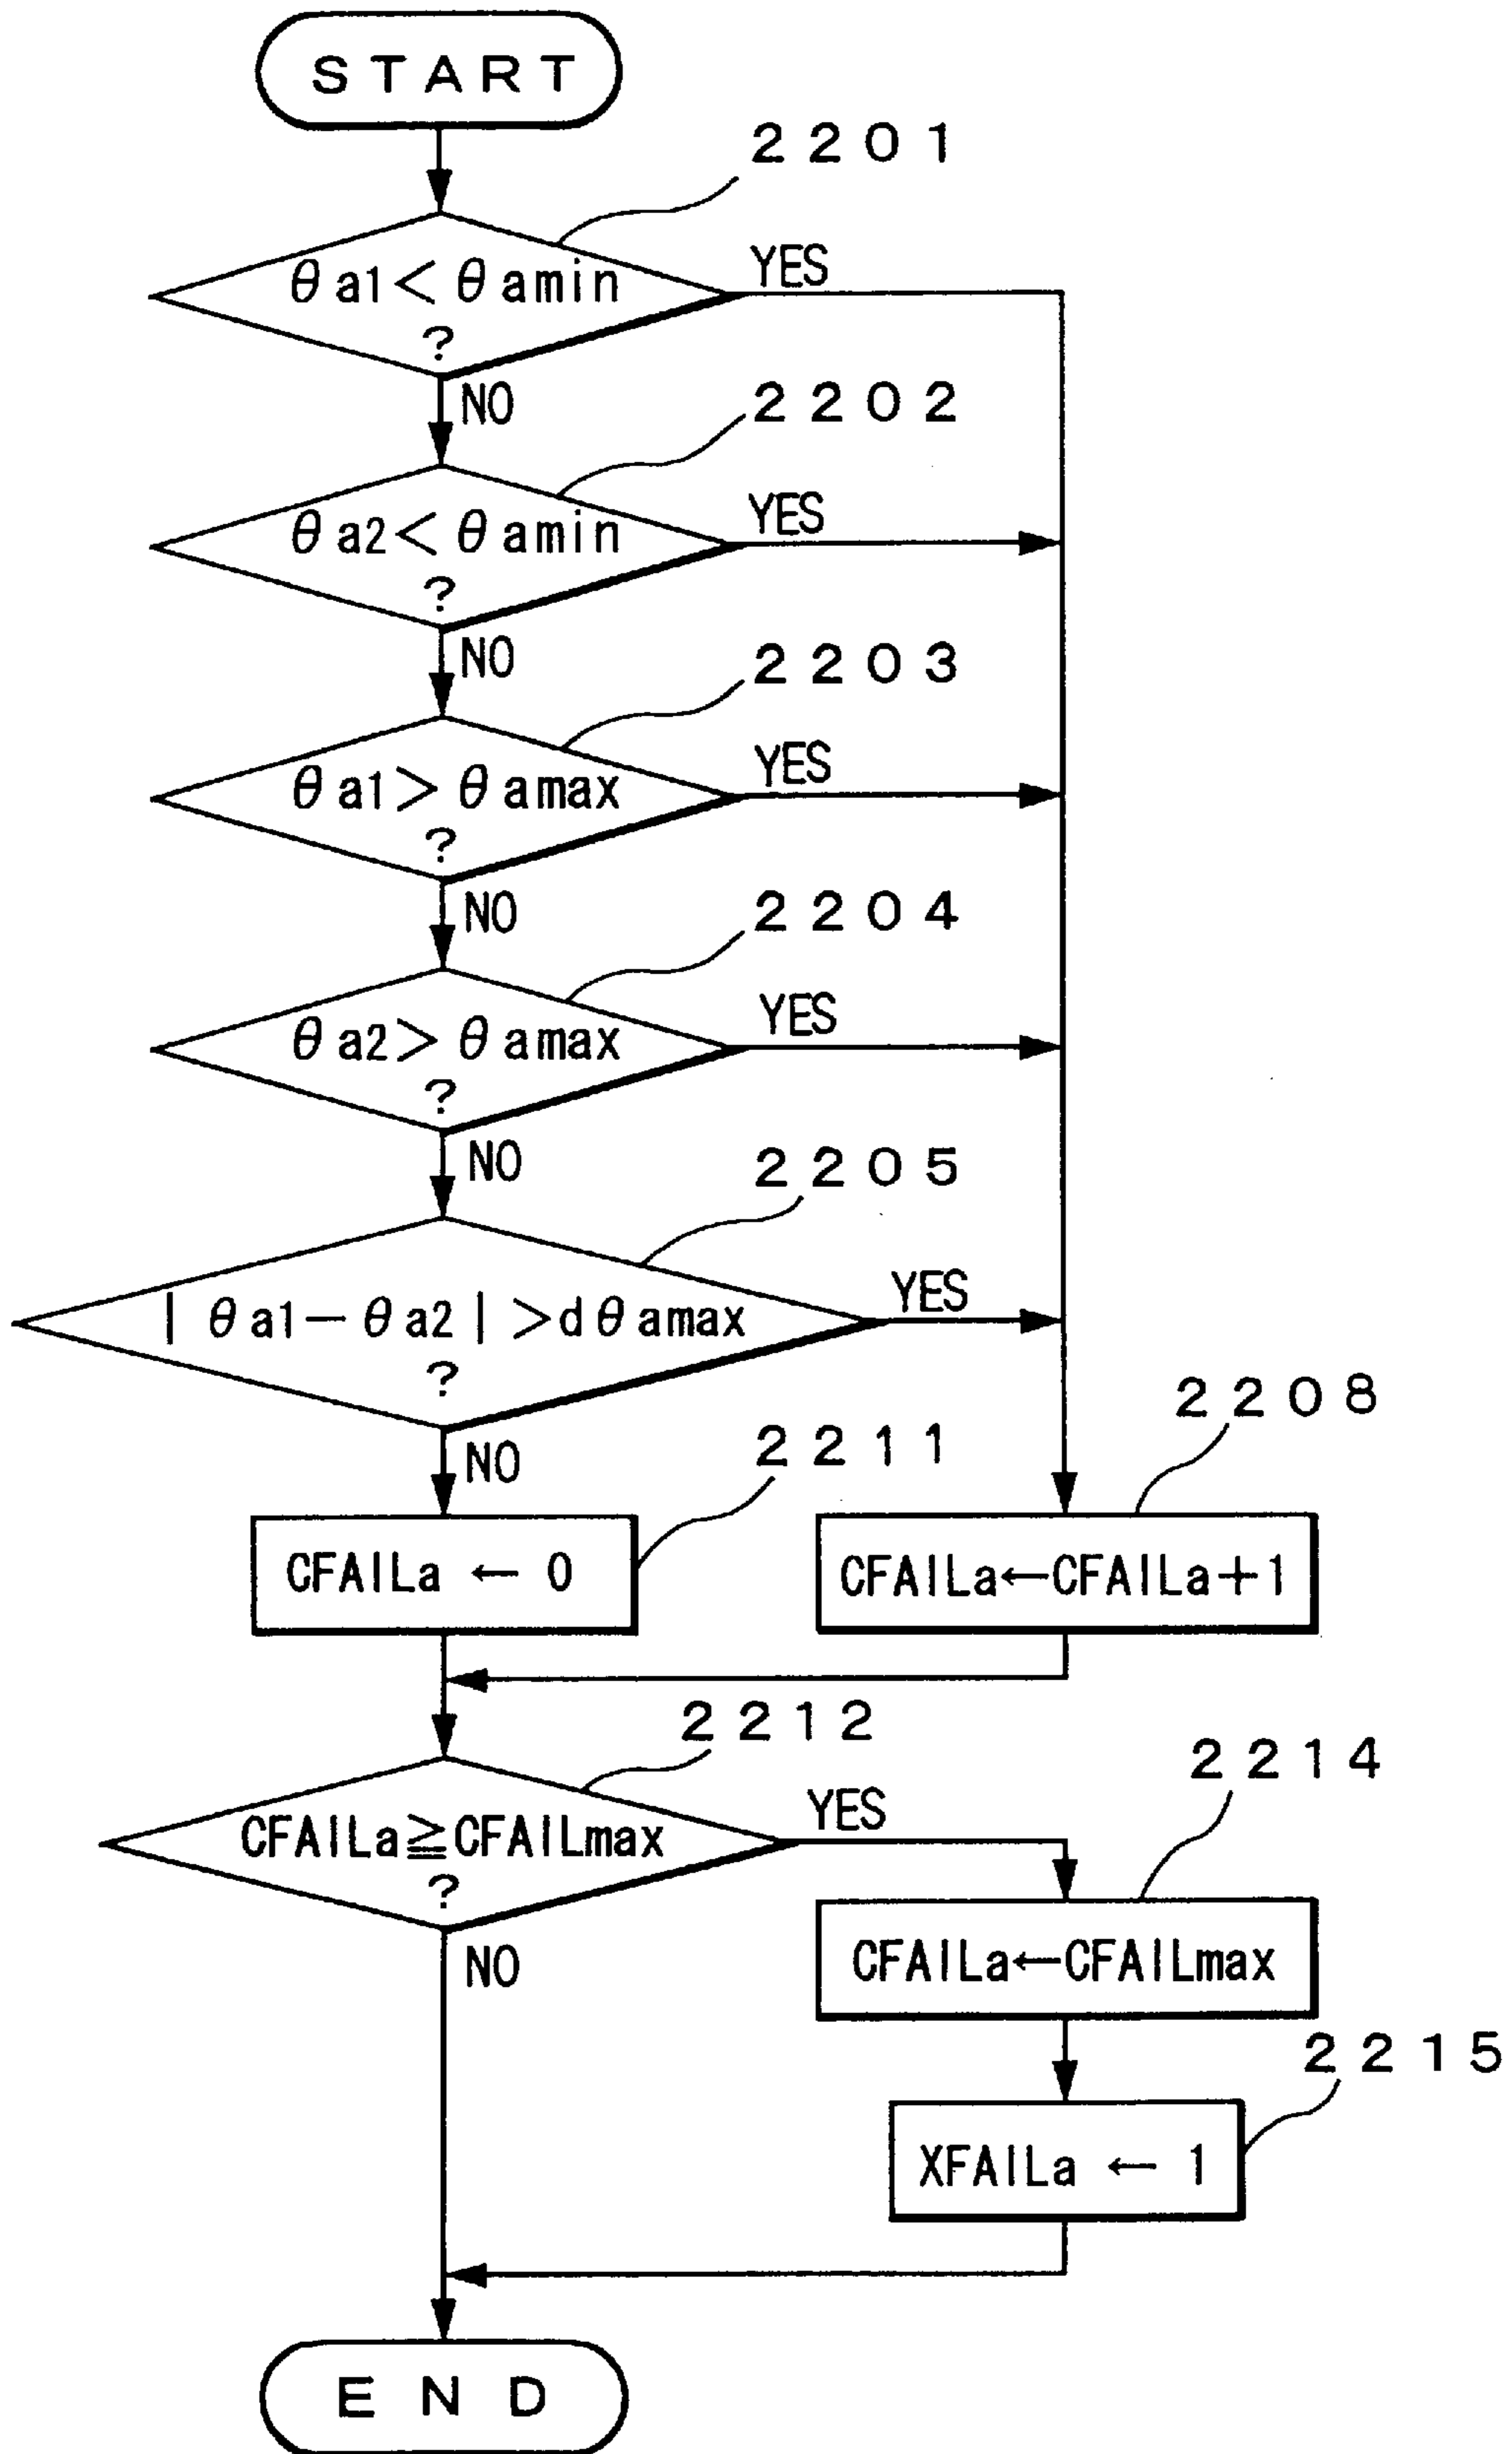 START
2201
θa1<θamin
?
YES
NO
2202
θa2<θamin
?
YES
NO
2203
θa1>θamax
?
YES
NO
2204
θa2>θamax
?
YES
NO
2205
|θa1-θa2|>dθamax
?
YES
NO
2211
CFAILa ← 0
2208
CFAILa←CFAILa+1
2212
CFAILa≧CFAILmax
?
YES
NO
2214
CFAILa←CFAILmax
2215
XFAILa ← 1
END